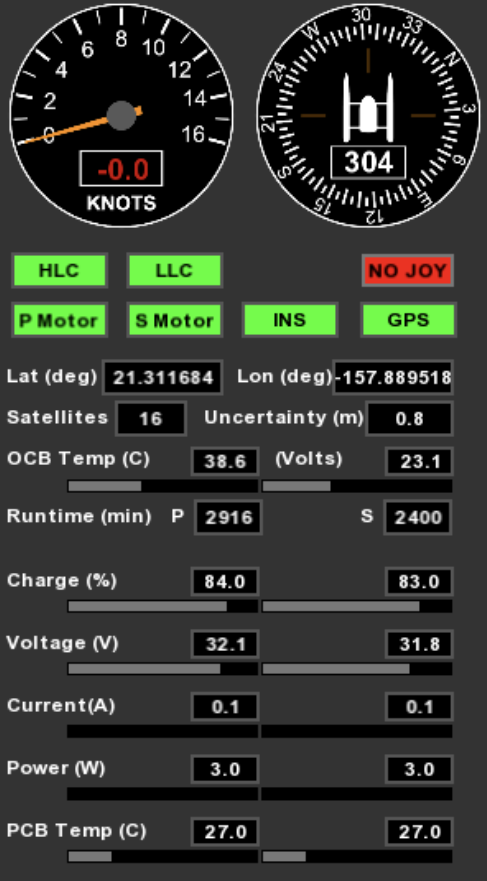 8
6 10
4 12
2 14
0 16
-0.0
KNOTS
30 33
W N
24 3
21 6
S E
15 12
304
HLC LLC NO JOY
P Motor S Motor INS GPS
Lat (deg) 21.311684 Lon (deg) -157.889518
Satellites 16 Uncertainty (m) 0.8
OCB Temp (C) 38.6 (Volts) 23.1
Runtime (min) P 2916 S 2400
Charge (%) 84.0 83.0
Voltage (V) 32.1 31.8
Current(A) 0.1 0.1
Power (W) 3.0 3.0
PCB Temp (C) 27.0 27.0